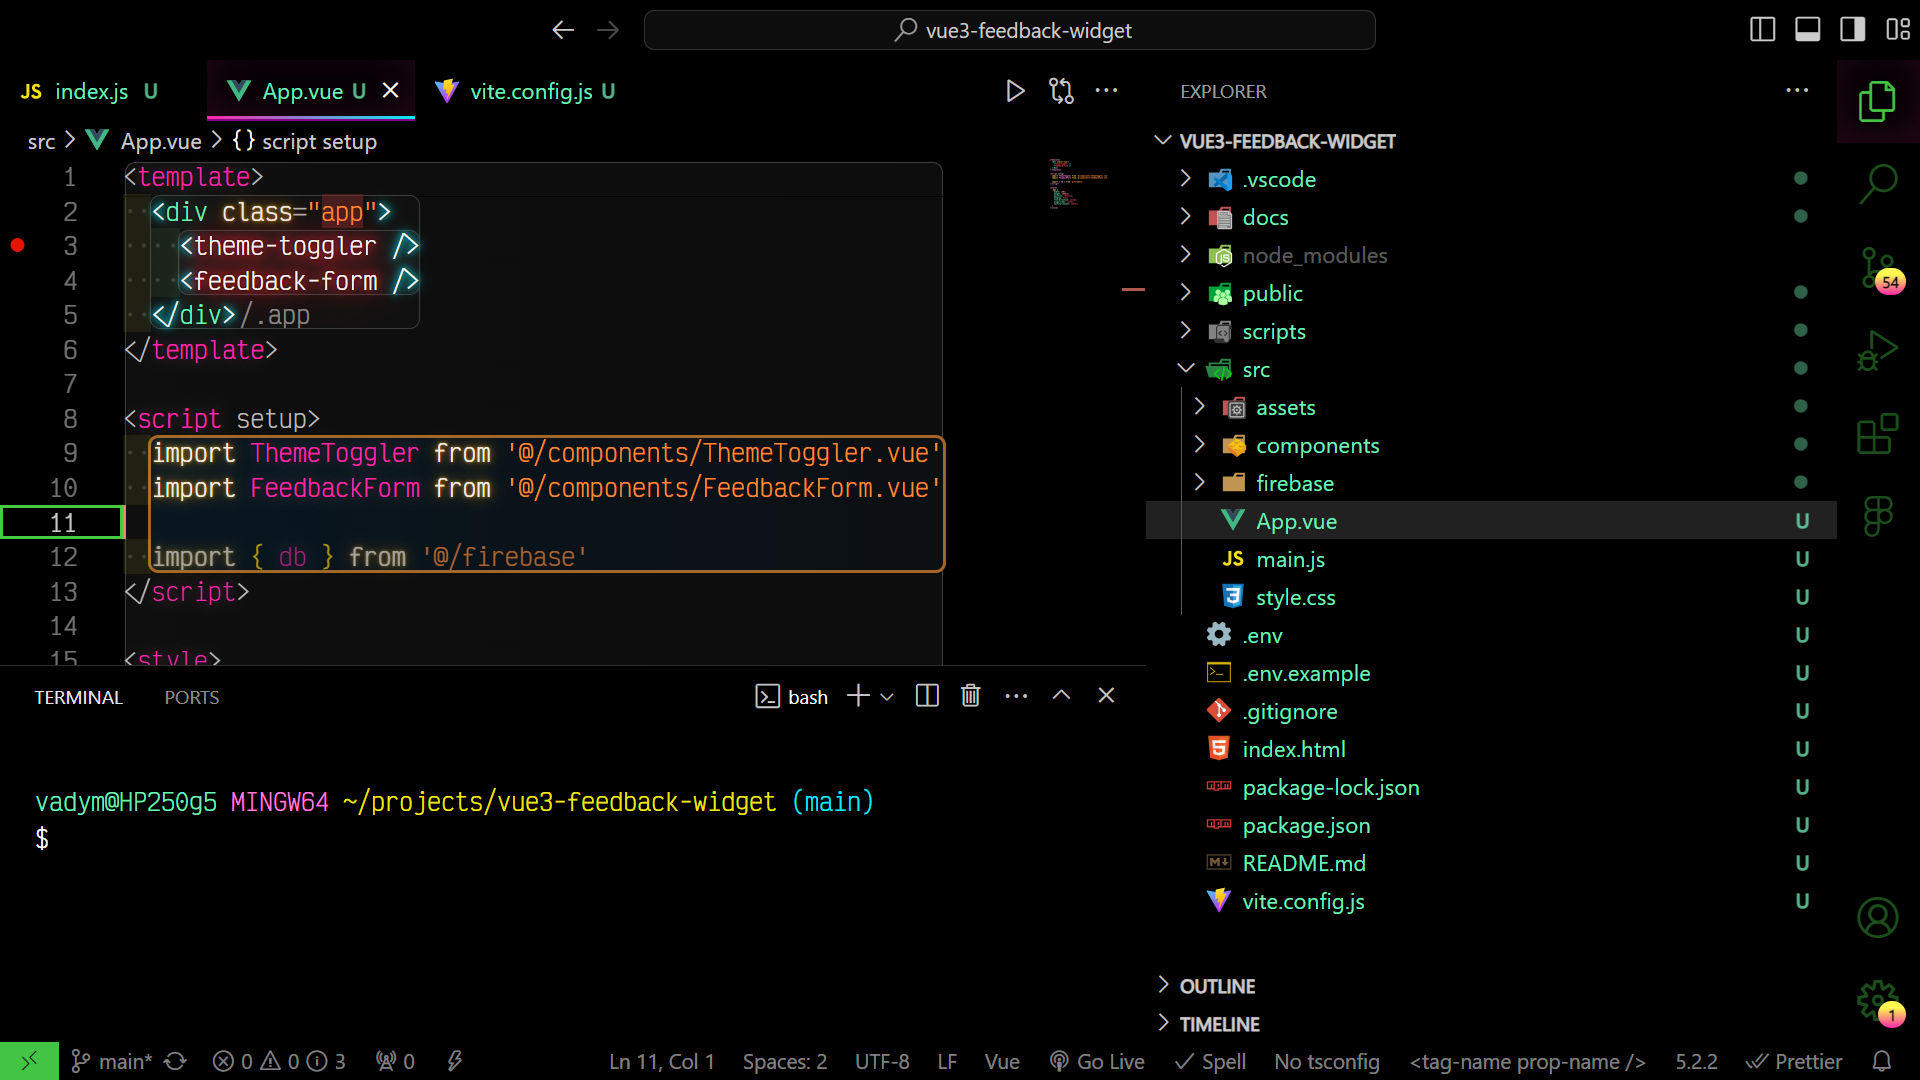 vue3-feedback-widget
JS index.js U
App.vue U
vite.config.js U
src > App.vue > {} script setup
1 <template>
2 <div class="app">
3 <theme-toggler />
4 <feedback-form />
5 </div>/.app
6 </template>
7
8 <script setup>
9 import ThemeToggler from '@/components/ThemeToggler.vue'
10 import FeedbackForm from '@/components/FeedbackForm.vue'
11
12 import { db } from '@/firebase'
13 </script>
14
15 <style>
TERMINAL PORTS
bash
vadym@HP250g5 MINGW64 ~/projects/vue3-feedback-widget (main)
$
EXPLORER
VUE3-FEEDBACK-WIDGET
.vscode
docs
node_modules
public
scripts
src
assets
components
firebase
App.vue U
JS main.js U
style.css U
.env U
.env.example U
.gitignore U
index.html U
package-lock.json U
package.json U
README.md U
vite.config.js U
OUTLINE
TIMELINE
54
1
main* 0 0 3 0 Ln 11, Col 1 Spaces: 2 UTF-8 LF Vue Go Live Spell No tsconfig <tag-name prop-name /> 5.2.2 Prettier